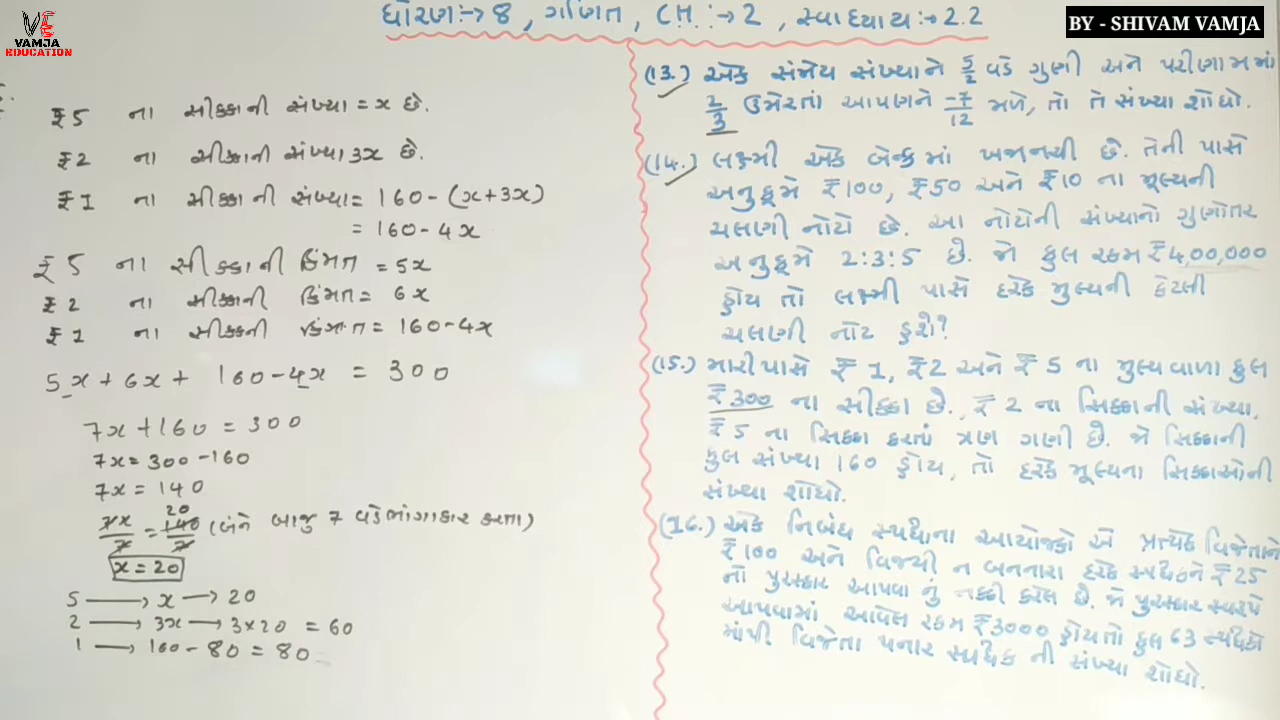 VAMJA
EDUCATION
ધોરણ:→ 8, ગણિત, CH.:→2, સ્વાધ્યાય:→ 2.2
BY - SHIVAM VAMJA
₹5 ના સીક્કાની સંખ્યા = x છે.
₹2 ના સીક્કાની સંખ્યા 3x છે.
₹1 ના સીક્કાની સંખ્યા = 160-(x+3x)
= 160-4x
₹5 ના સીક્કાની કિંમત = 5x
₹2 ના સીક્કાની કિંમત = 6x
₹1 ના સીક્કની કિંમત = 160-4x
5x + 6x + 160-4x = 300
7x+160 = 300
7x = 300-160
7x = 140
7x/7 = 140/7 20 (બંને બાજુ 7 વડે ભાગાકાર કરતા)
x = 20
5 → x → 20
2 → 3x → 3×20 = 60
1 → 160-80 = 80
(13.) એક સંમેય સંખ્યાને 5/2 વડે ગુણી અને પરીણામમાં
2/3 ઉમેરતાં આપણને -7/12 મળે, તો તે સંખ્યા શોધો.
(14.) લક્ષ્મી એક બેન્કમાં ખજાનચી છે. તેની પાસે
અનુક્રમે ₹100, ₹50 અને ₹10 ના મૂલ્યની
ચલણી નોટો છે. આ નોટોની સંખ્યાનો ગુણોતર
અનુક્રમે 2:3:5 છે. જો કુલ રકમ ₹4,00,000
હોય તો લક્ષ્મી પાસે દરેક મુલ્યની કેટલી
ચલણી નોટ હશે?
(15.) મારી પાસે ₹1, ₹2 અને ₹5 ના મુલ્યવાળા કુલ
₹300 ના સીક્કા છે. ₹2 ના સિક્કાની સંખ્યા,
₹5 ના સિક્કા કરતાં ત્રણ ગણી છે. જો સિક્કાની
કુલ સંખ્યા 160 હોય, તો દરેક મૂલ્યના સિક્કાઓની
સંખ્યા શોધો.
(16.) એક નિબંધ સ્પર્ધાના આયોજકો એ પ્રત્યેક વિજેતાને
₹100 અને વિજયી ન બનનારા દરેક સ્પર્ધકને ₹25
નો પુરસ્કાર આપવા નું નક્કી કરેલ છે. જો પુરસ્કાર સ્વરૂપે
આપવામાં આવેલ રકમ ₹3000 હોય તો કુલ 63 સ્પર્ધકો
માંથી વિજેતા બનાર સ્પર્ધક ની સંખ્યા શોધો.